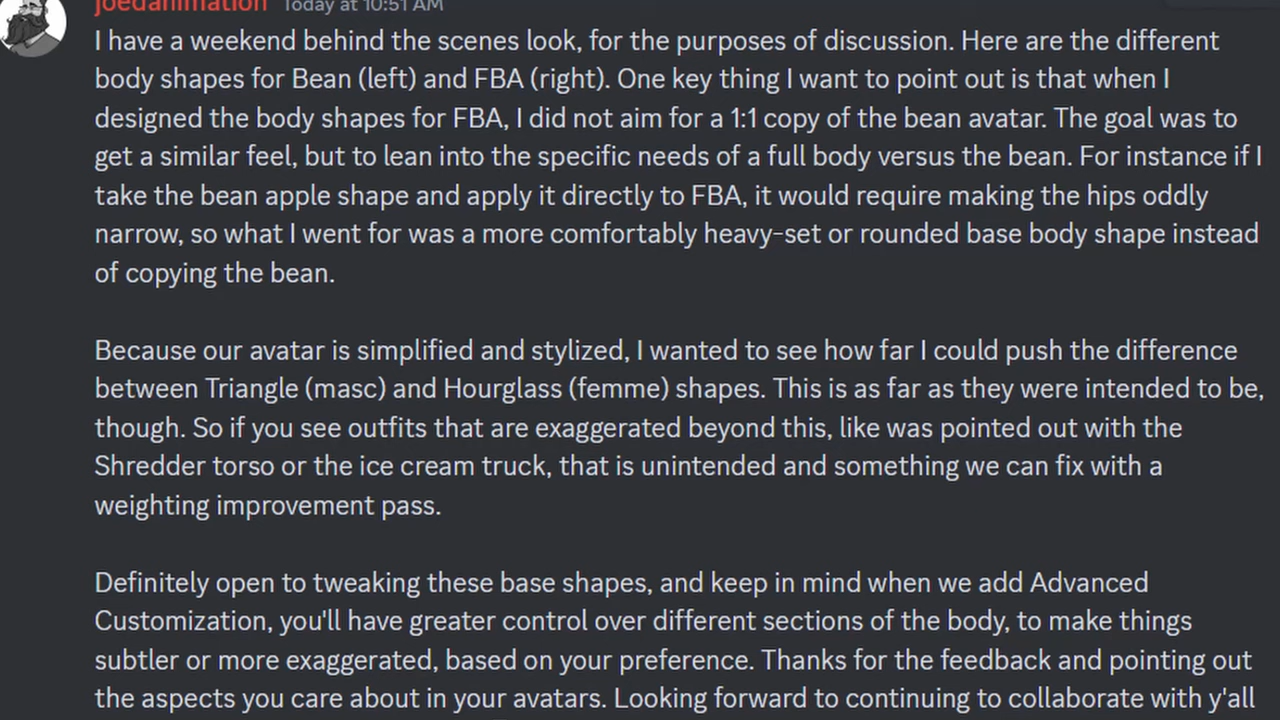 joedanimation Today at 10:51 AM
I have a weekend behind the scenes look, for the purposes of discussion. Here are the different
body shapes for Bean (left) and FBA (right). One key thing I want to point out is that when I
designed the body shapes for FBA, I did not aim for a 1:1 copy of the bean avatar. The goal was to
get a similar feel, but to lean into the specific needs of a full body versus the bean. For instance if I
take the bean apple shape and apply it directly to FBA, it would require making the hips oddly
narrow, so what I went for was a more comfortably heavy-set or rounded base body shape instead
of copying the bean.
Because our avatar is simplified and stylized, I wanted to see how far I could push the difference
between Triangle (masc) and Hourglass (femme) shapes. This is as far as they were intended to be,
though. So if you see outfits that are exaggerated beyond this, like was pointed out with the
Shredder torso or the ice cream truck, that is unintended and something we can fix with a
weighting improvement pass.
Definitely open to tweaking these base shapes, and keep in mind when we add Advanced
Customization, you'll have greater control over different sections of the body, to make things
subtler or more exaggerated, based on your preference. Thanks for the feedback and pointing out
the aspects you care about in your avatars. Looking forward to continuing to collaborate with y'all